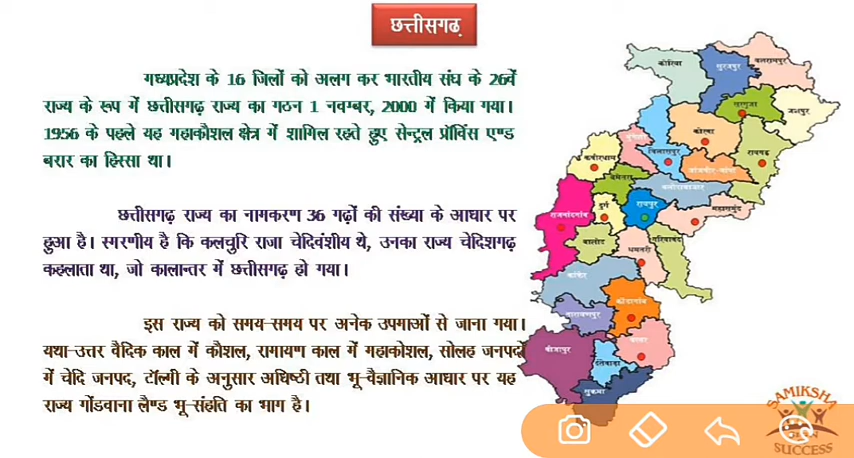 छत्तीसगढ़
मध्यप्रदेश के 16 जिलों को अलग कर भारतीय संघ के 26वें
राज्य के रूप में छत्तीसगढ़ राज्य का गठन 1 नवम्बर, 2000 में किया गया।
1956 के पहले यह महाकौशल क्षेत्र में शामिल रहते हुए सेन्ट्रल प्रॉविंस एण्ड
बरार का हिस्सा था।
छत्तीसगढ़ राज्य का नामकरण 36 गढ़ों की संख्या के आधार पर
हुआ है। स्मरणीय है कि कलचुरि राजा चेदिवंशीय थे, उनका राज्य चेदिशगढ़
कहलाता था, जो कालान्तर में छत्तीसगढ़ हो गया।
इस राज्य को समय-समय पर अनेक उपमाओं से जाना गया।
यथा-उत्तर वैदिक काल में कौशल, रामायण काल में महाकोशल, सोलह जनपदों
में चेदि जनपद, टॉल्मी के अनुसार अधिष्ठी तथा भू-वैज्ञानिक आधार पर यह
राज्य गोंडवाना लैण्ड भू-संहति का भाग है।
कोरिया
सूरजपुर
बलरामपुर
सरगुजा
जशपुर
कोरबा
बिलासपुर
रायगढ़
कबीरधाम
जांजगीर-चांपा
बेमेतरा
बलौदाबाजार
राजनांदगांव
दुर्ग
रायपुर
महासमुंद
बालोद
धमतरी
गरियाबंद
कांकेर
कोंडागांव
नारायणपुर
बीजापुर
बस्तर
दंतेवाड़ा
सुकमा
SAMIKSHA
SUCCESS